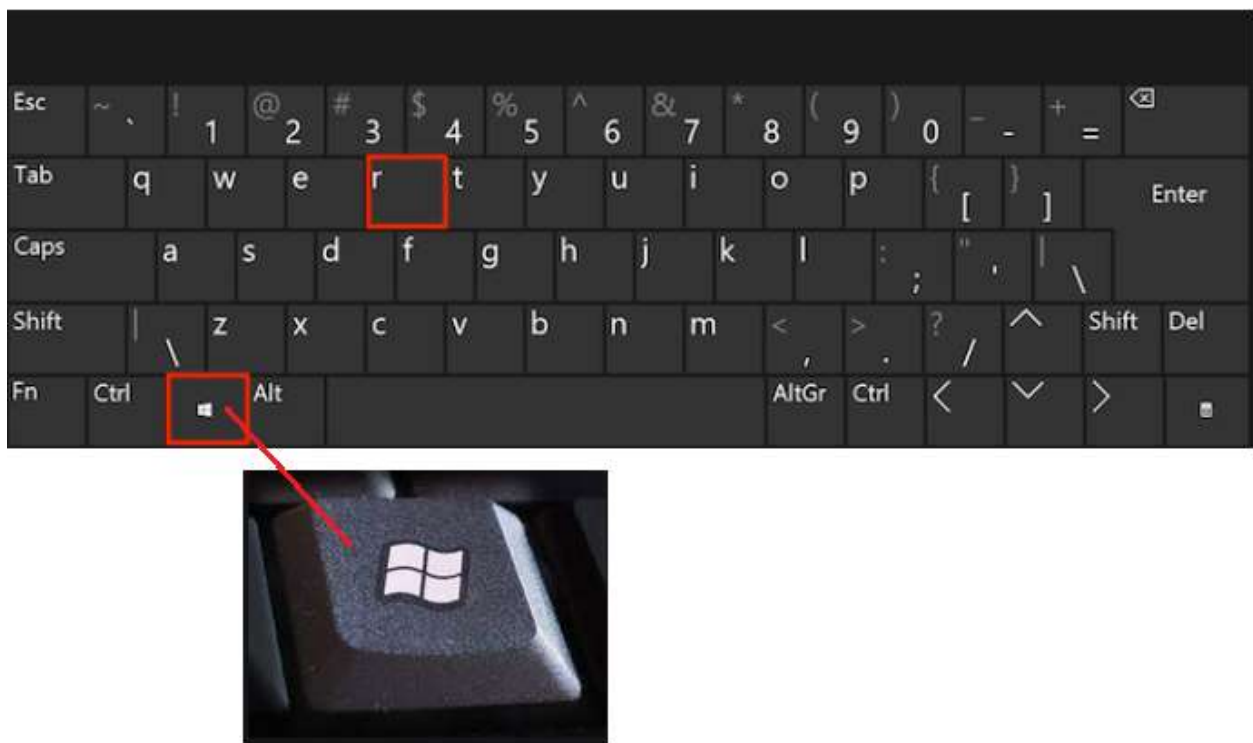 Esc ~ ` ! 1 @ 2 # 3 $ 4 % 5 ^ 6 & 7 * 8 ( 9 ) 0 _ - + =
Tab q w e r t y u i o p { [ } ] Enter
Caps a s d f g h j k l : ; " ' | \
Shift | \ z x c v b n m < , > . ? / Shift Del
Fn Ctrl Alt AltGr Ctrl